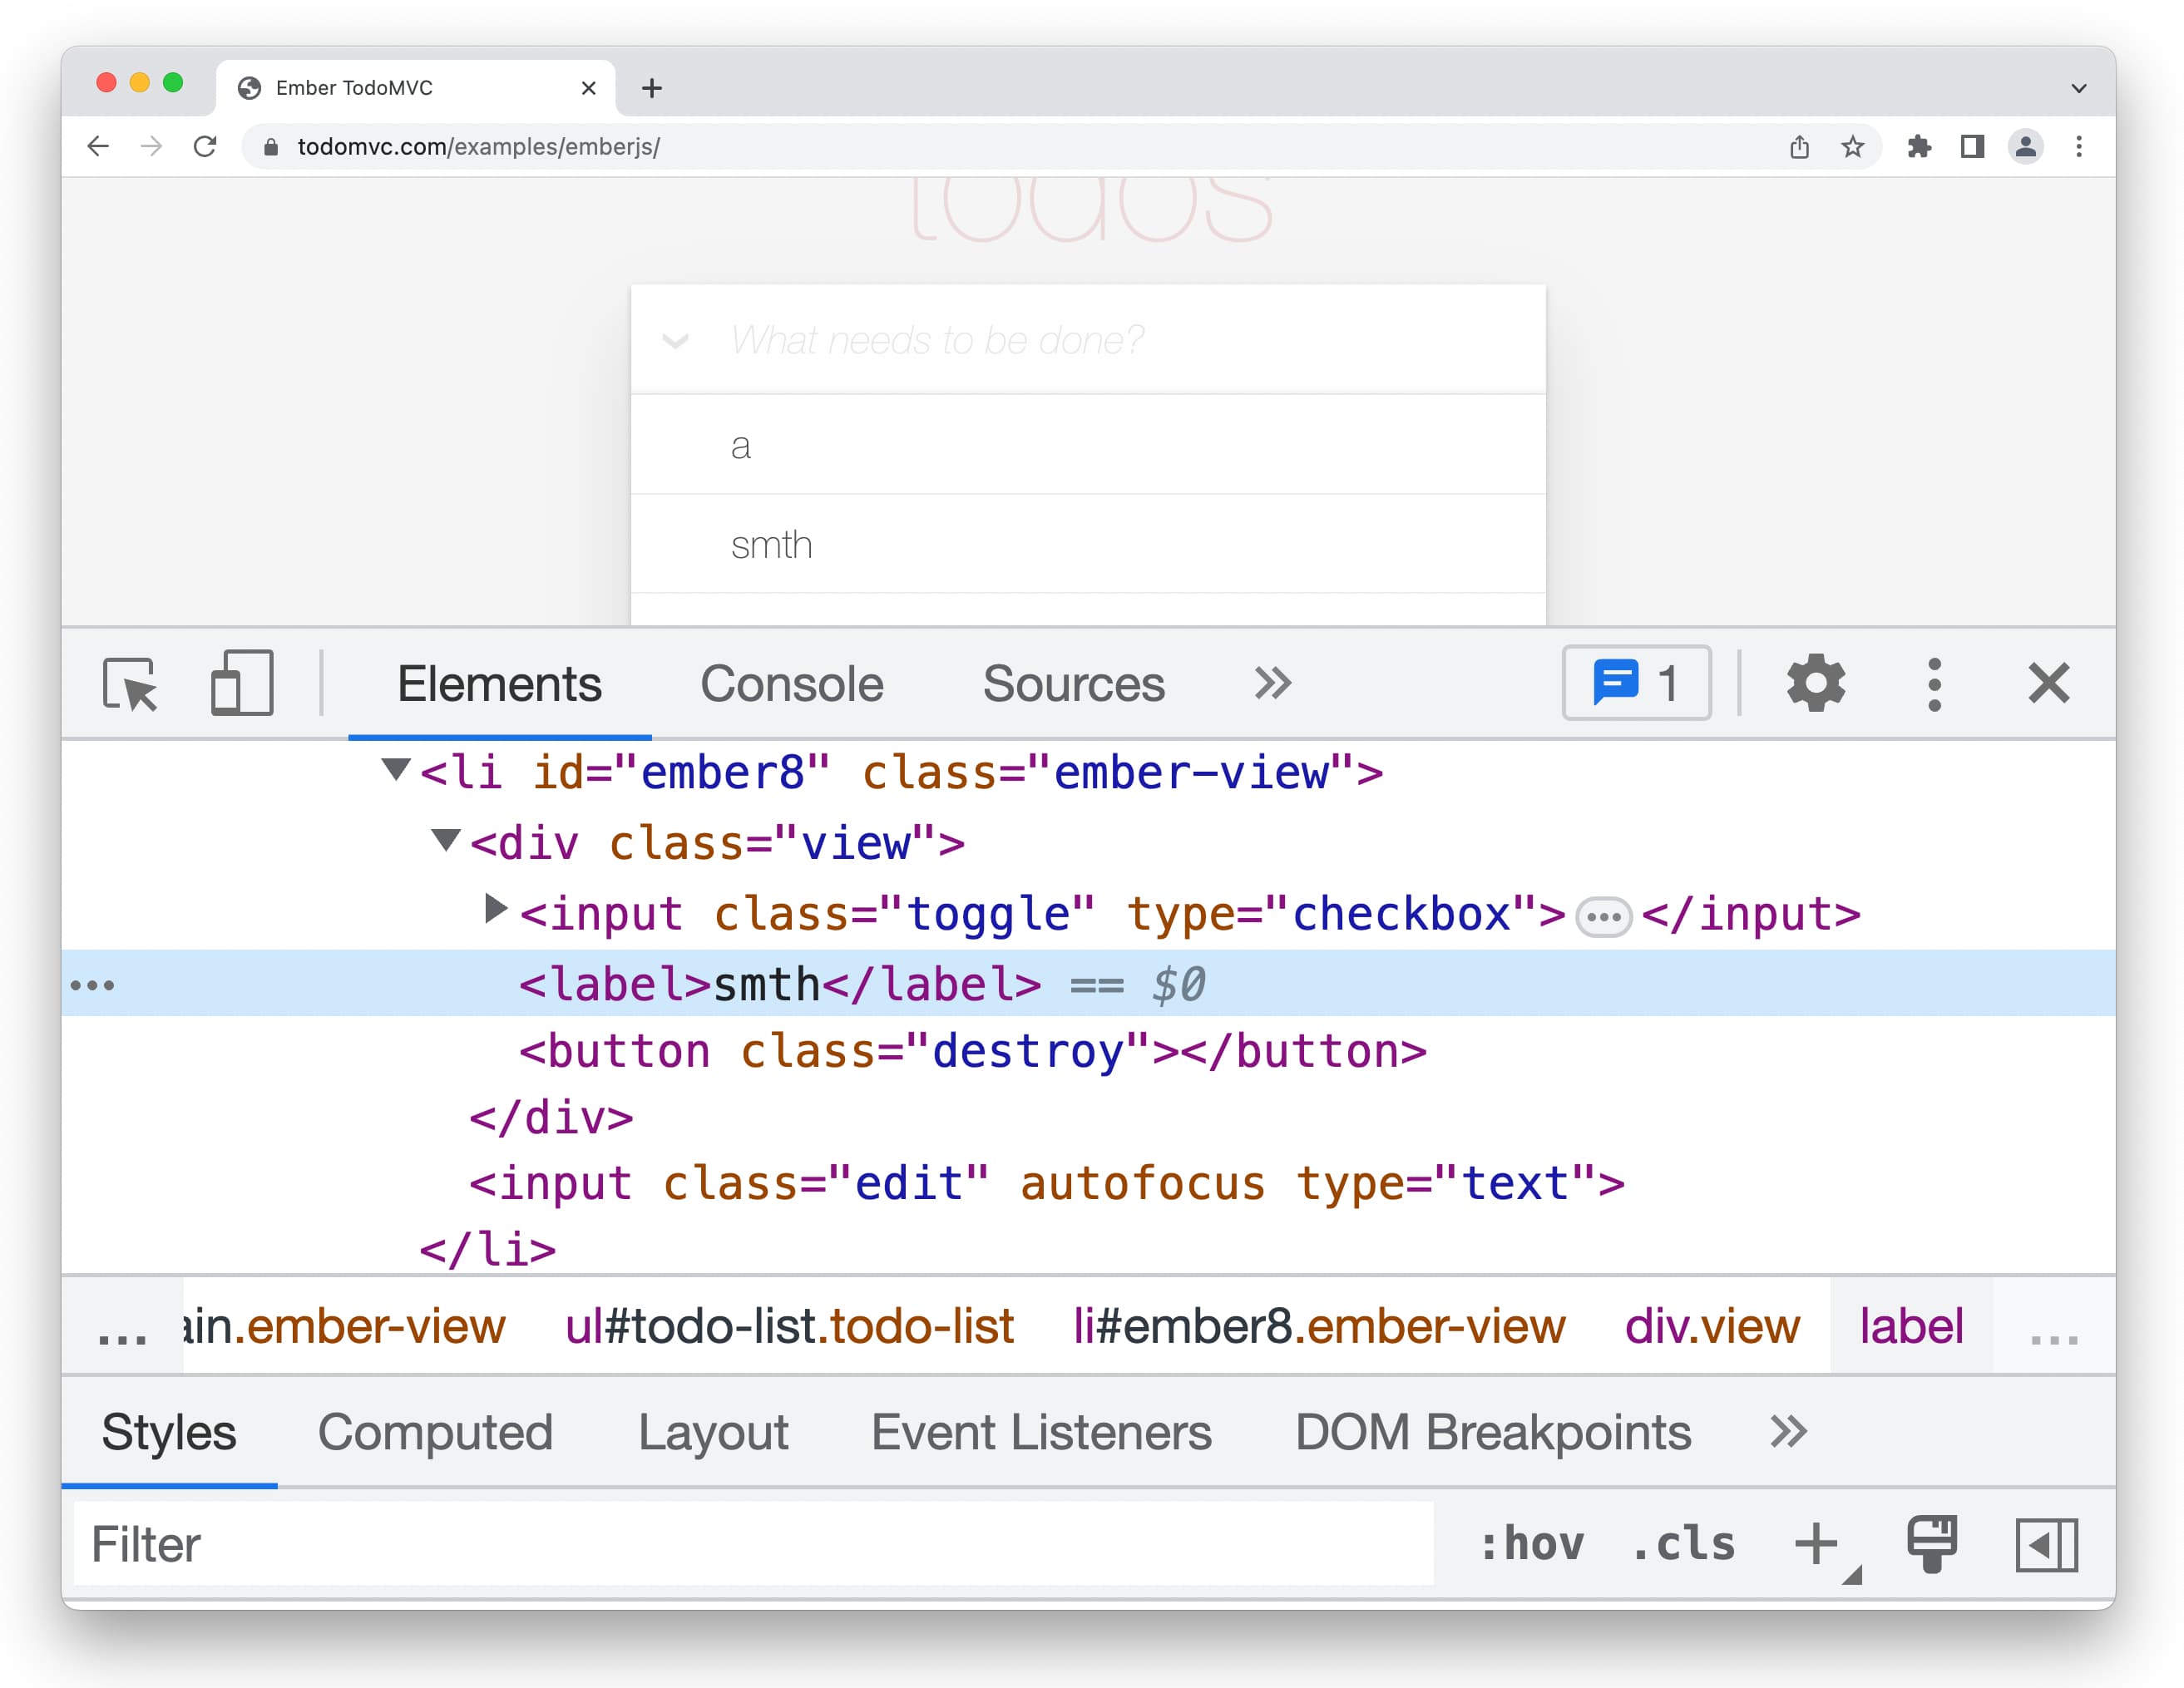 Ember TodoMVC
todomvc.com/examples/emberjs/
todos
What needs to be done?
a
smth
Elements Console Sources 1
<li id="ember8" class="ember-view">
<div class="view">
<input class="toggle" type="checkbox">…</input>
<label>smth</label> == $0
<button class="destroy"></button>
</div>
<input class="edit" autofocus type="text">
</li>
... ain.ember-view ul#todo-list.todo-list li#ember8.ember-view div.view label ...
Styles Computed Layout Event Listeners DOM Breakpoints
Filter :hov .cls